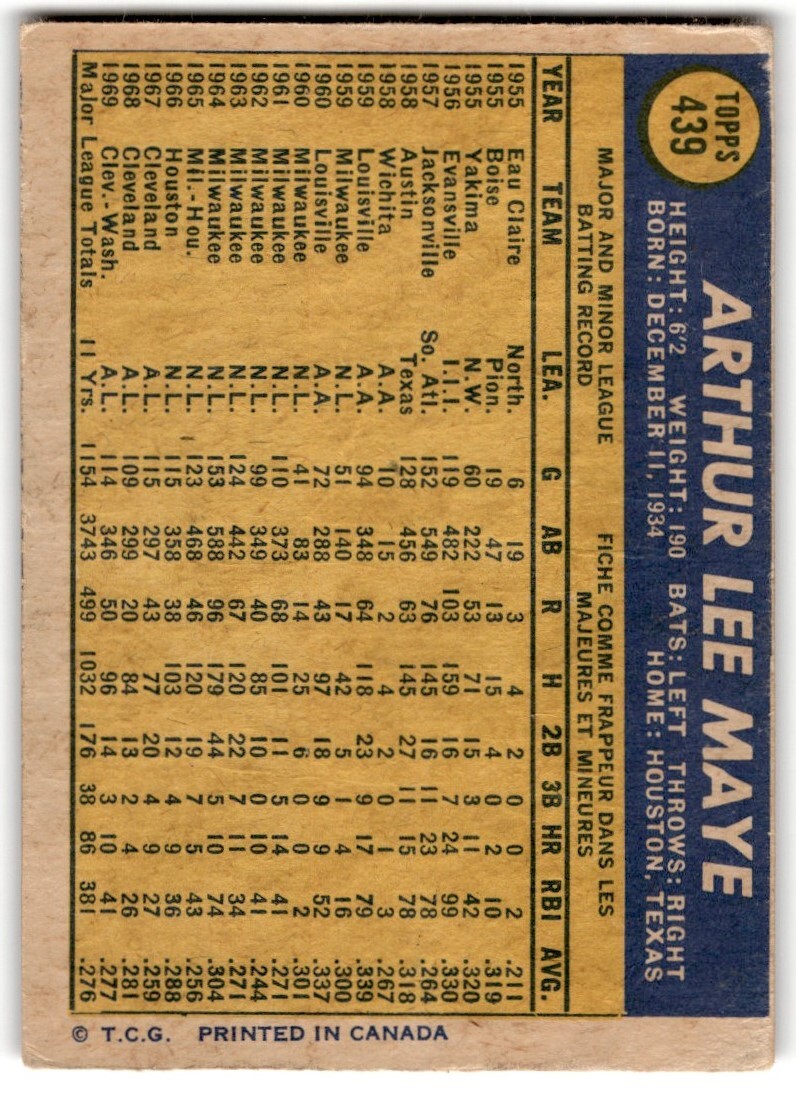 TOPPS
439
ARTHUR LEE MAYE
HEIGHT: 6'2 WEIGHT: 190 BATS: LEFT THROWS: RIGHT
BORN: DECEMBER 11, 1934 HOME: HOUSTON, TEXAS
MAJOR AND MINOR LEAGUE BATTING RECORD
FICHE COMME FRAPPEUR DANS LES MAJEURES ET MINEURES
YEAR TEAM LEA. G AB R H 2B 3B HR RBI AVG.
1955 Eau Claire North. 6 19 3 4 2 0 0 2 .211
1955 Boise Pion. 19 47 13 15 4 0 2 10 .319
1955 Yakima N.W. 60 222 53 71 15 3 11 42 .320
1956 Evansville I.I.I. 119 482 103 159 16 7 24 99 .330
1957 Jacksonville So. Atl. 152 549 76 145 16 11 23 78 .264
1958 Austin Texas 128 456 63 145 27 11 15 78 .318
1958 Wichita A.A. 10 15 2 4 2 0 1 3 .267
1959 Louisville A.A. 94 348 64 118 23 9 17 79 .339
1959 Milwaukee N.L. 51 140 17 42 5 1 4 16 .300
1960 Louisville A.A. 72 288 43 97 18 9 9 52 .337
1960 Milwaukee N.L. 41 83 14 25 6 0 0 2 .301
1961 Milwaukee N.L. 110 373 68 101 11 5 14 41 .271
1962 Milwaukee N.L. 99 349 40 85 10 0 10 41 .244
1963 Milwaukee N.L. 124 442 67 120 22 7 11 34 .271
1964 Milwaukee N.L. 153 588 96 179 44 5 10 74 .304
1965 Mil.-Hou. N.L. 123 468 46 120 19 7 5 43 .256
1966 Houston N.L. 115 358 38 103 12 4 9 36 .288
1967 Cleveland A.L. 115 297 43 77 20 4 9 27 .259
1968 Cleveland A.L. 109 299 20 84 13 2 4 26 .281
1969 Clev.-Wash. A.L. 114 346 50 96 14 3 10 41 .277
Major League Totals 11 Yrs. 1154 3743 499 1032 176 38 86 381 .276
© T.C.G. PRINTED IN CANADA